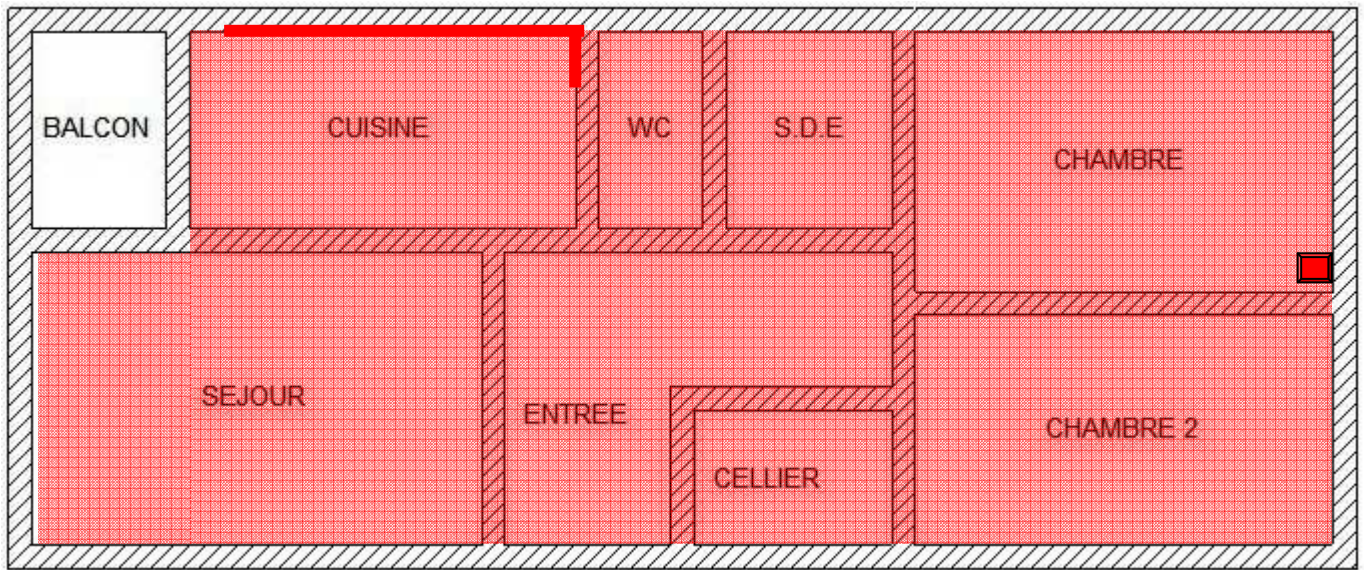 BALCON
CUISINE
WC
S.D.E
CHAMBRE
SEJOUR
ENTREE
CHAMBRE 2
CELLIER